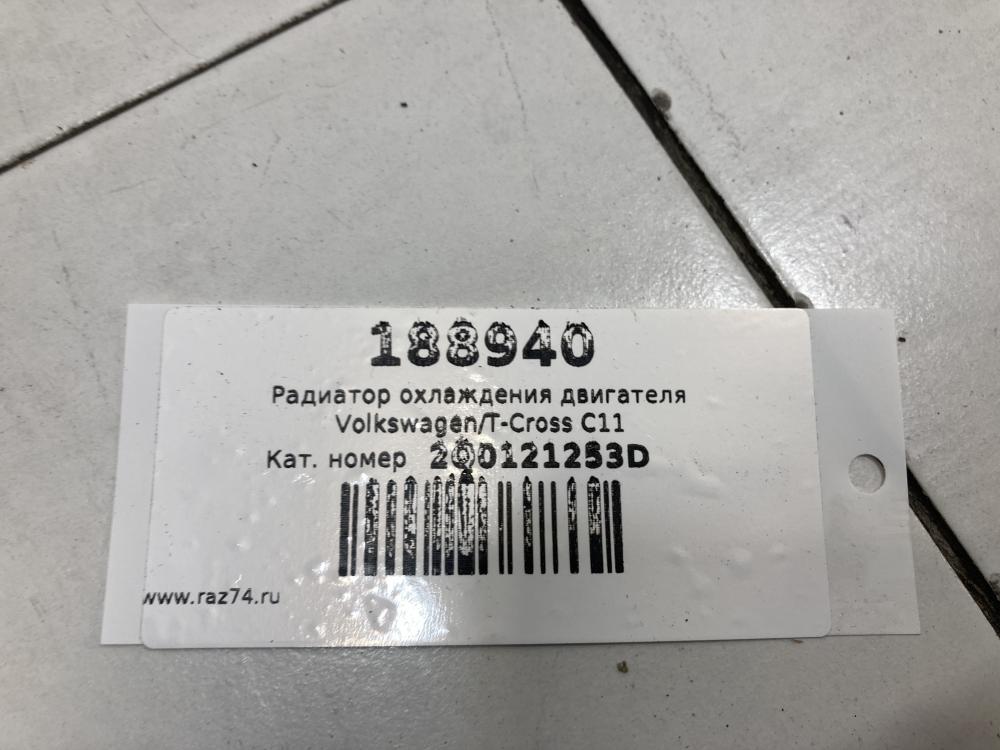 188940
Радиатор охлаждения двигателя
Volkswagen/T-Cross C11
Кат. номер 2Q0121253D
www.raz74.ru